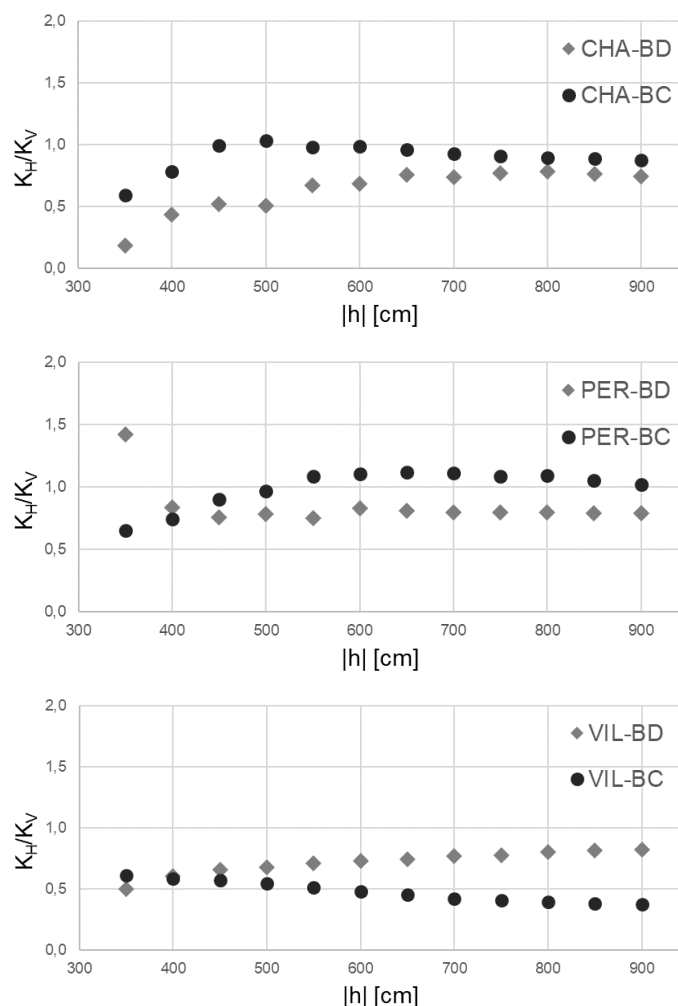 2,0
CHA-BD
1,5
CHA-BC
K_H/K_V
1,0
0,5
0,0
300 400 500 600 700 800 900
|h| [cm]
2,0
PER-BD
1,5
PER-BC
K_H/K_V
1,0
0,5
0,0
300 400 500 600 700 800 900
|h| [cm]
2,0
VIL-BD
1,5
VIL-BC
K_H/K_V
1,0
0,5
0,0
300 400 500 600 700 800 900
|h| [cm]